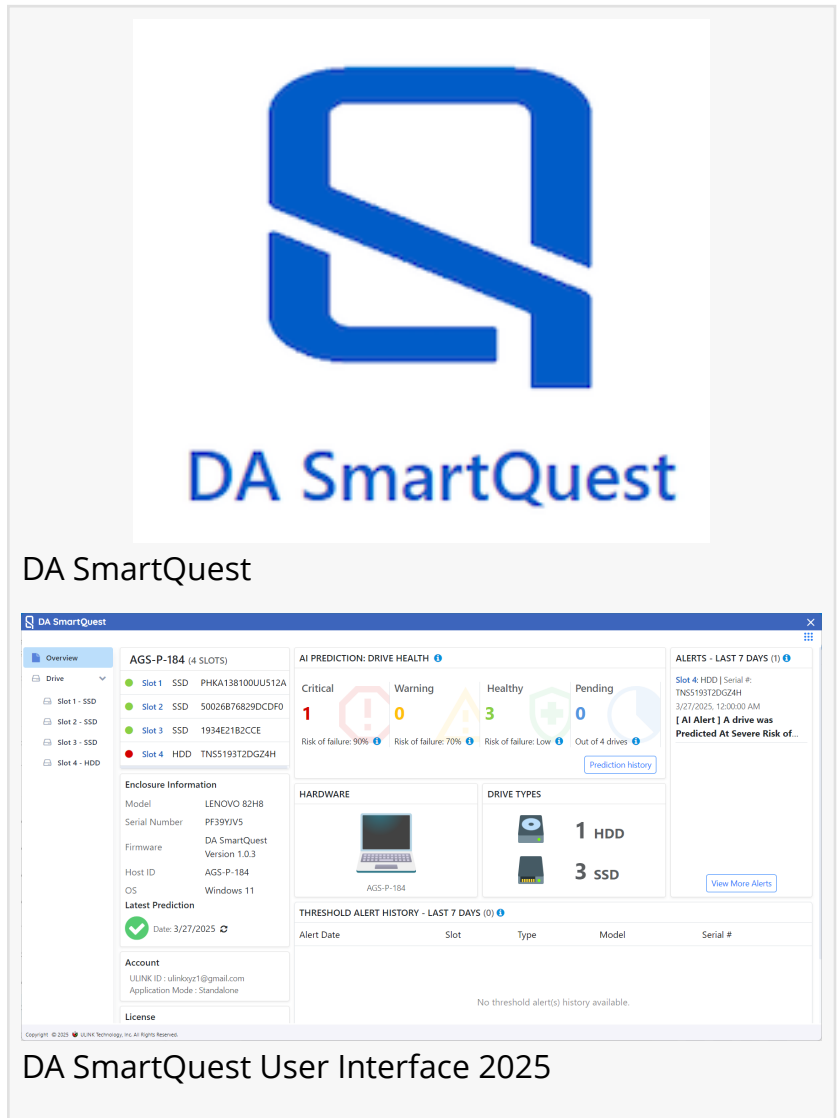 DA SmartQuest
DA SmartQuest
DA SmartQuest
Overview
Drive
Slot 1 - SSD
Slot 2 - SSD
Slot 3 - SSD
Slot 4 - HDD
AGS-P-184 (4 SLOTS)
Slot 1 SSD PHKA138100UU512A
Slot 2 SSD 50026B76829DCDF0
Slot 3 SSD 1934E21B2CCE
Slot 4 HDD TNS5193T2DGZ4H
Enclosure Information
Model LENOVO 82H8
Serial Number PF39YJV5
Firmware DA SmartQuest
Version 1.0.3
Host ID AGS-P-184
OS Windows 11
Latest Prediction
Date: 3/27/2025
Account
ULINK ID : ulinkxyz1@gmail.com
Application Mode : Standalone
License
AI PREDICTION: DRIVE HEALTH
Critical Warning Healthy Pending
1 0 3 0
Risk of failure: 90% Risk of failure: 70% Risk of failure: Low Out of 4 drives
Prediction history
HARDWARE
AGS-P-184
DRIVE TYPES
1 HDD
3 SSD
THRESHOLD ALERT HISTORY - LAST 7 DAYS (0)
Alert Date Slot Type Model Serial #
No threshold alert(s) history available.
ALERTS - LAST 7 DAYS (1)
Slot 4: HDD | Serial #:
TNS5193T2DGZ4H
3/27/2025, 12:00:00 AM
[ AI Alert ] A drive was
Predicted At Severe Risk of...
View More Alerts
Copyright © 2025 ULINK Technology, Inc. All Rights Reserved.
DA SmartQuest User Interface 2025